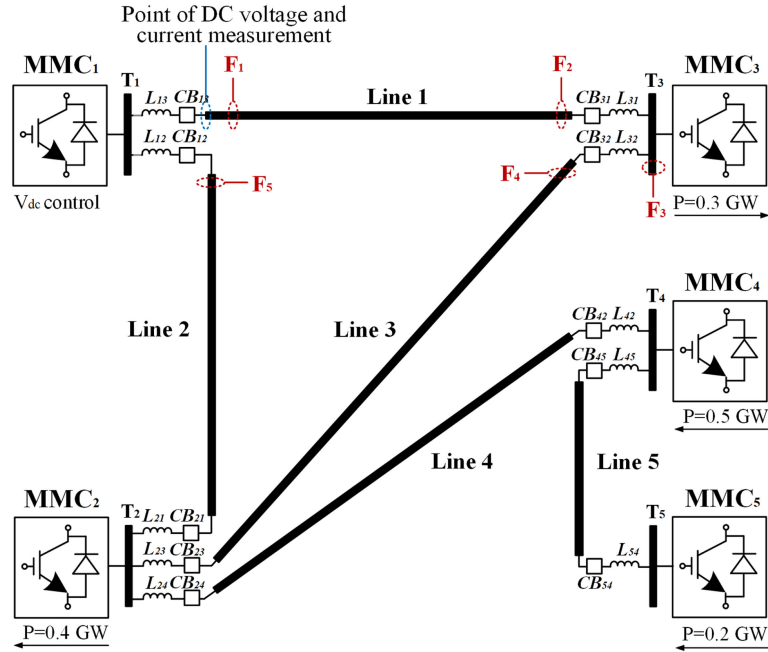 Point of DC voltage and
current measurement
MMC₁
T₁
L₁₃
CB₁₃
F₁
Line 1
F₂
CB₃₁
L₃₁
T₃
MMC₃
L₁₂
CB₁₂
CB₃₂
L₃₂
F₄
F₅
F₃
V_dc control
P=0.3 GW
MMC₄
CB₄₂
L₄₂
T₄
Line 2
Line 3
CB₄₅
L₄₅
P=0.5 GW
Line 4
Line 5
MMC₂
T₂
L₂₁
CB₂₁
MMC₅
T₅
L₂₃
CB₂₃
L₅₄
L₂₄
CB₂₄
CB₅₄
P=0.4 GW
P=0.2 GW